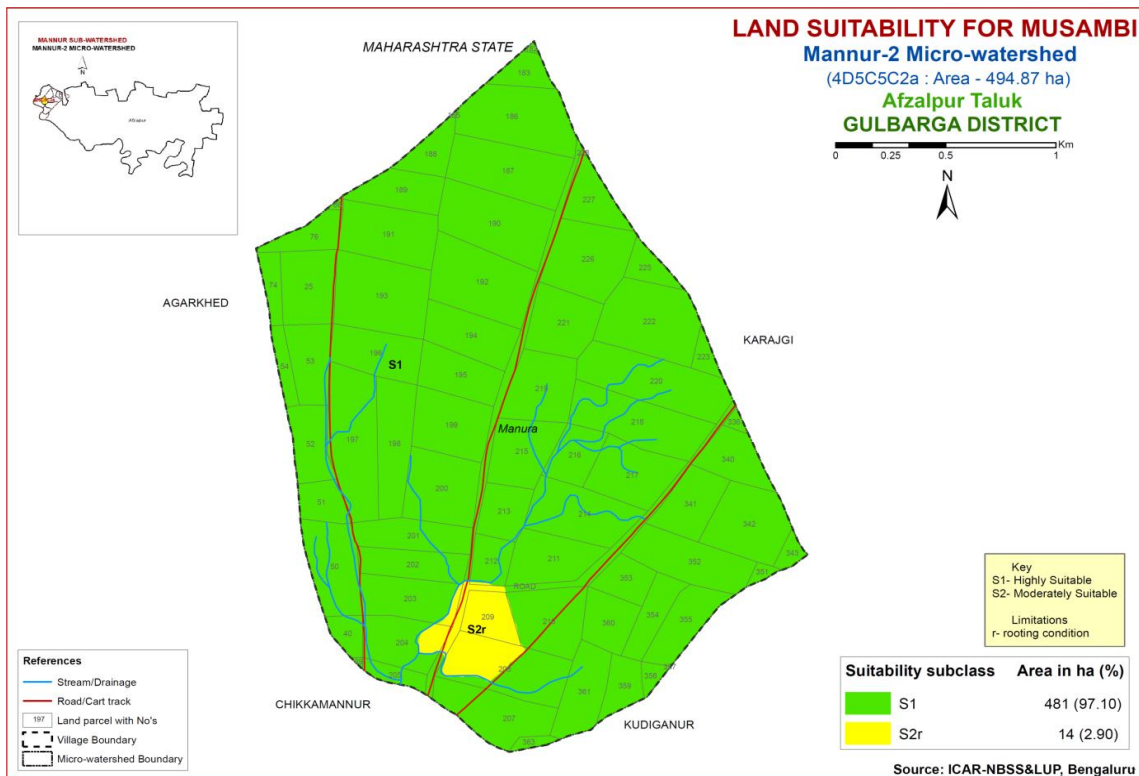 LAND SUITABILITY FOR MUSAMBI
Mannur-2 Micro-watershed
(4D5C5C2a : Area - 494.87 ha)
Afzalpur Taluk
GULBARGA DISTRICT
0 0.25 0.5 1 Km
N
MANNUR SUB-WATERSHED
MANNUR-2 MICRO-WATERSHED
N
Afzalpur
MAHARASHTRA STATE
163
186
188
187
189
227
190
78
191
226
225
AGARKHED
74
25
193
192
221
222
KARAJGI
194
223
53
196
S1
54
195
219
220
199
Manura
218
339
52
197
198
215
216
340
217
200
51
213
214
341
342
201
212
211
352
343
50
202
ROAD
353
351
203
209
354
355
40
204
S2r
360
208
356
361
359
CHIKKAMANNUR
207
KUDIGANUR
363
Key
S1- Highly Suitable
S2- Moderately Suitable
Limitations
r- rooting condition
References
Stream/Drainage
Road/Cart track
197 Land parcel with No's
Village Boundary
Micro-watershed Boundary
Suitability subclass Area in ha (%)
S1 481 (97.10)
S2r 14 (2.90)
Source: ICAR-NBSS&LUP, Bengaluru